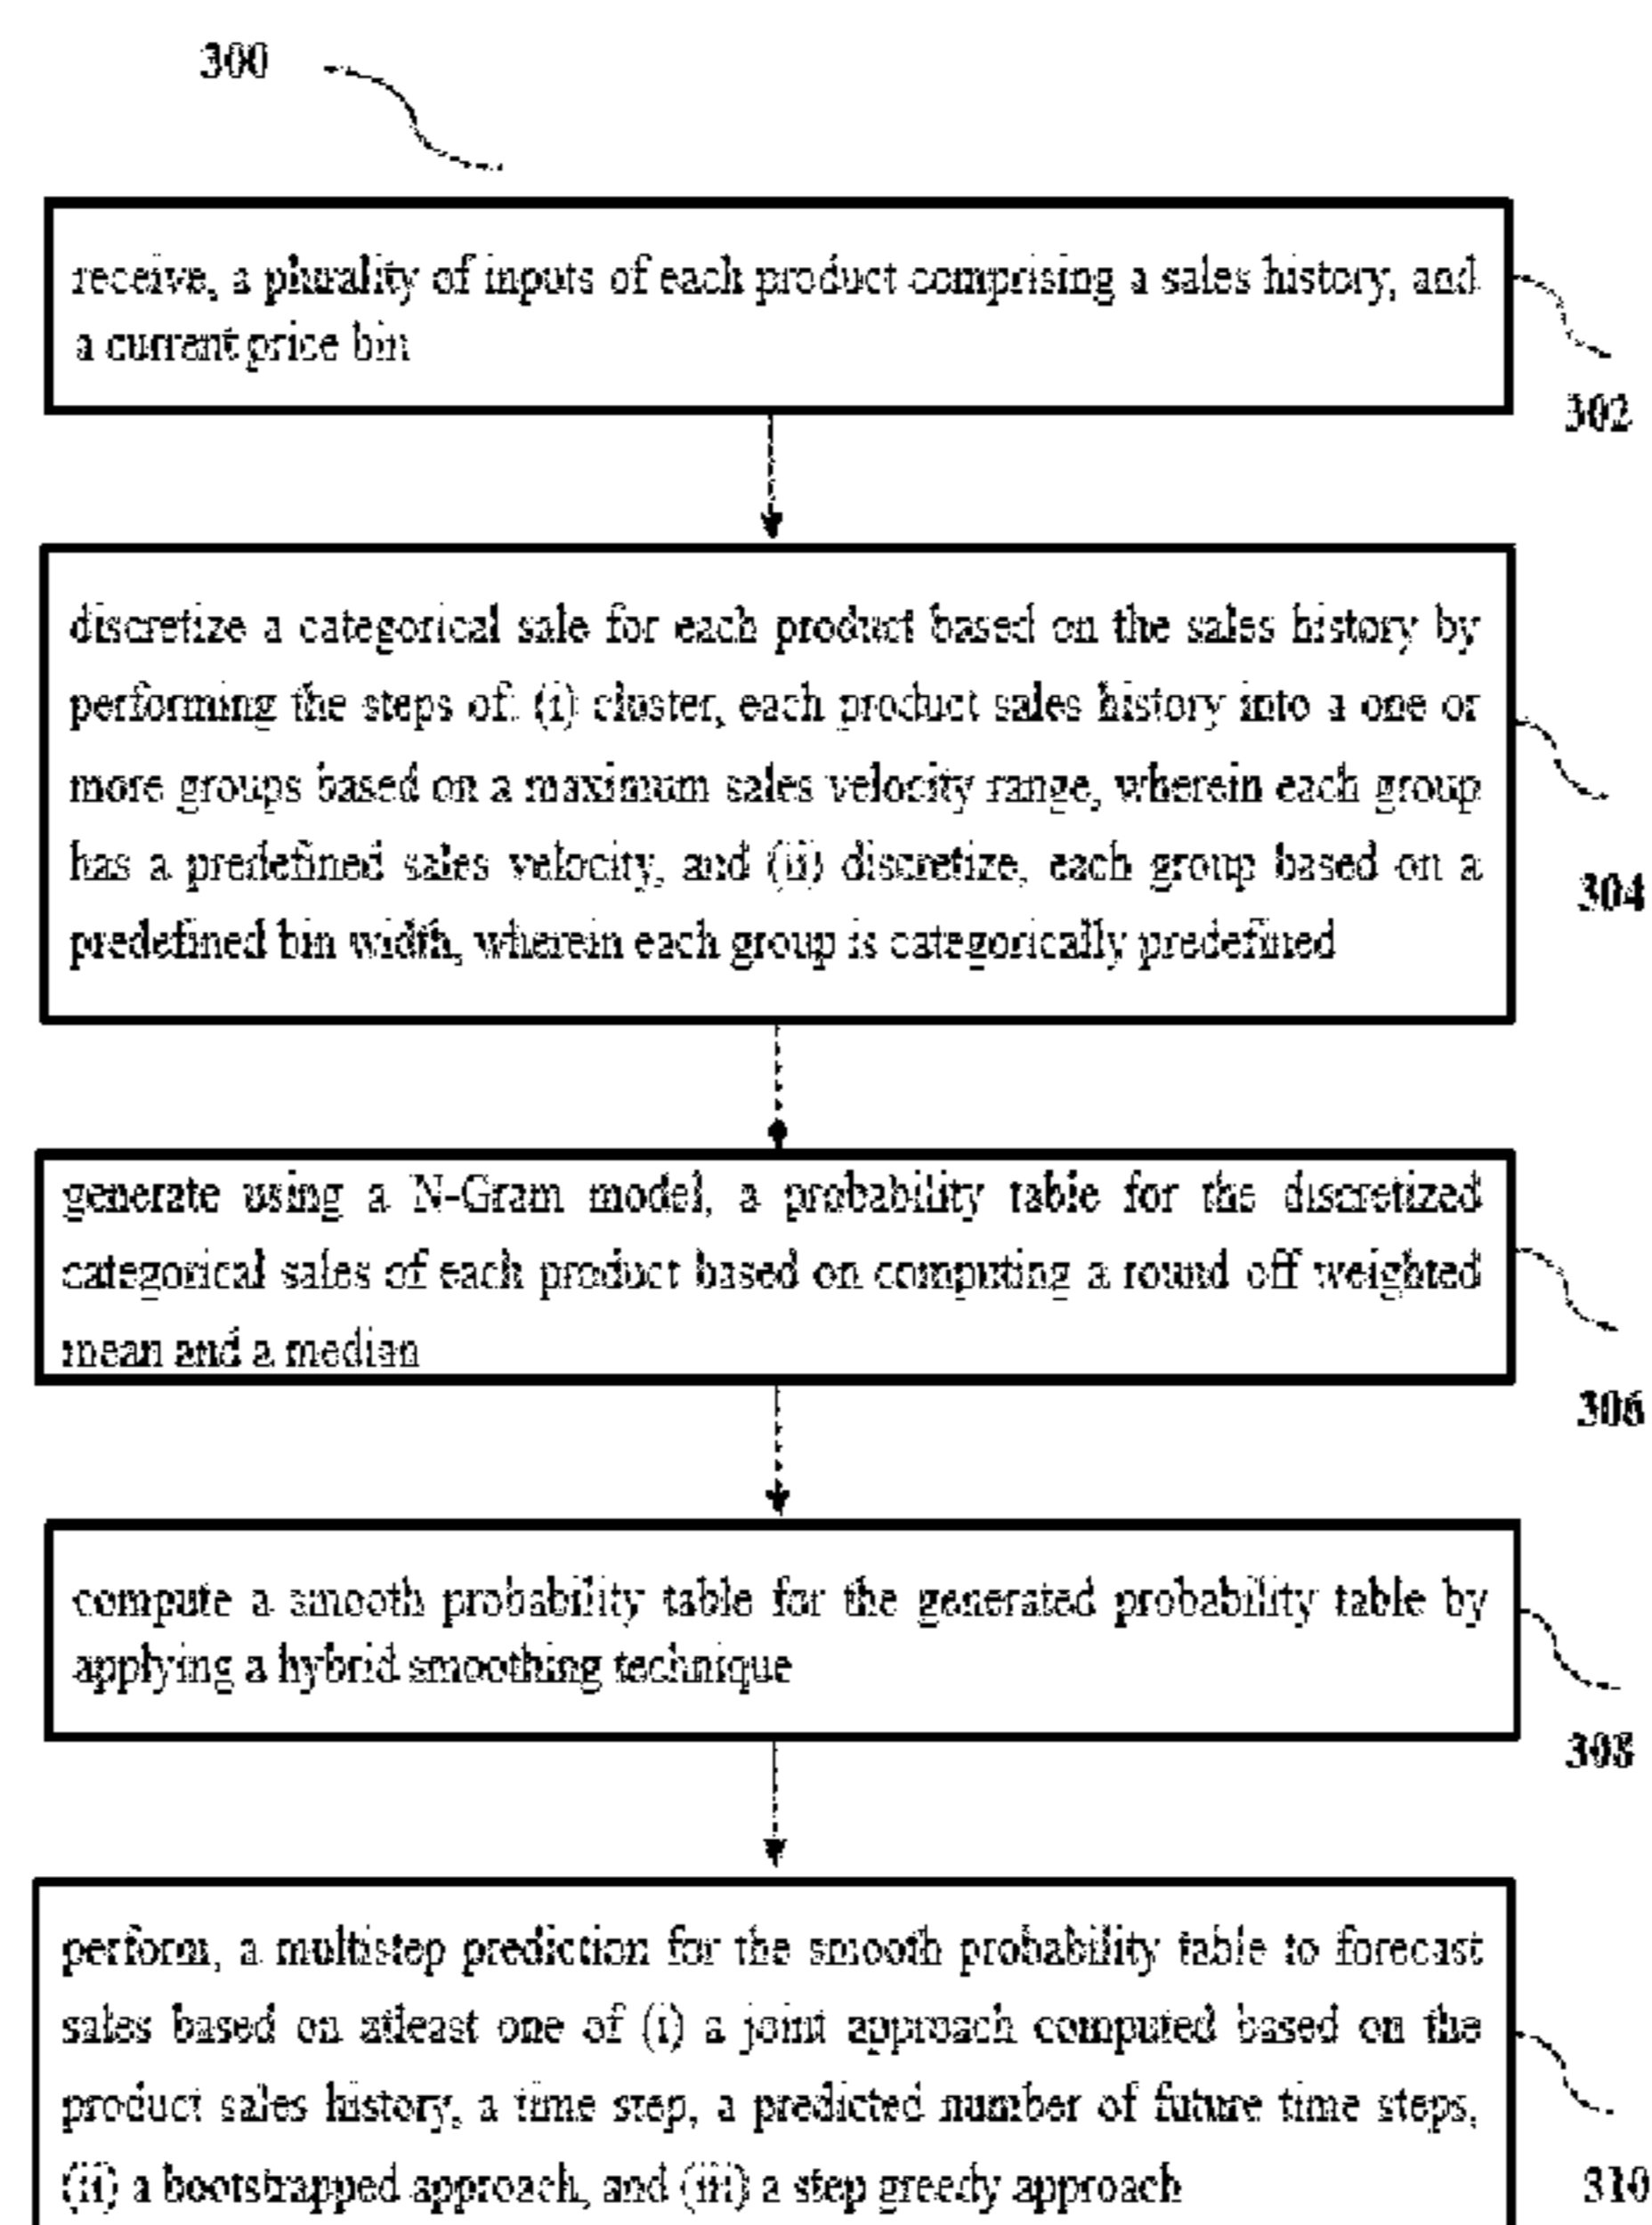 300
receive, a plurality of inputs of each product comprising a sales history, and
a current price bin
302
discretize a categorical sale for each product based on the sales history by
performing the steps of: (i) cluster, each product sales history into a one or
more groups based on a maximum sales velocity range, wherein each group
has a predefined sales velocity, and (ii) discretize, each group based on a
predefined bin width, wherein each group is categorically predefined
304
generate using a N-Gram model, a probability table for the discretized
categorical sales of each product based on computing a round off weighted
mean and a median
306
compute a smooth probability table for the generated probability table by
applying a hybrid smoothing technique
308
perform, a multistep prediction for the smooth probability table to forecast
sales based on atleast one of (i) a joint approach computed based on the
product sales history, a time step, a predicted number of future time steps,
(ii) a bootstrapped approach, and (iii) a step greedy approach
310